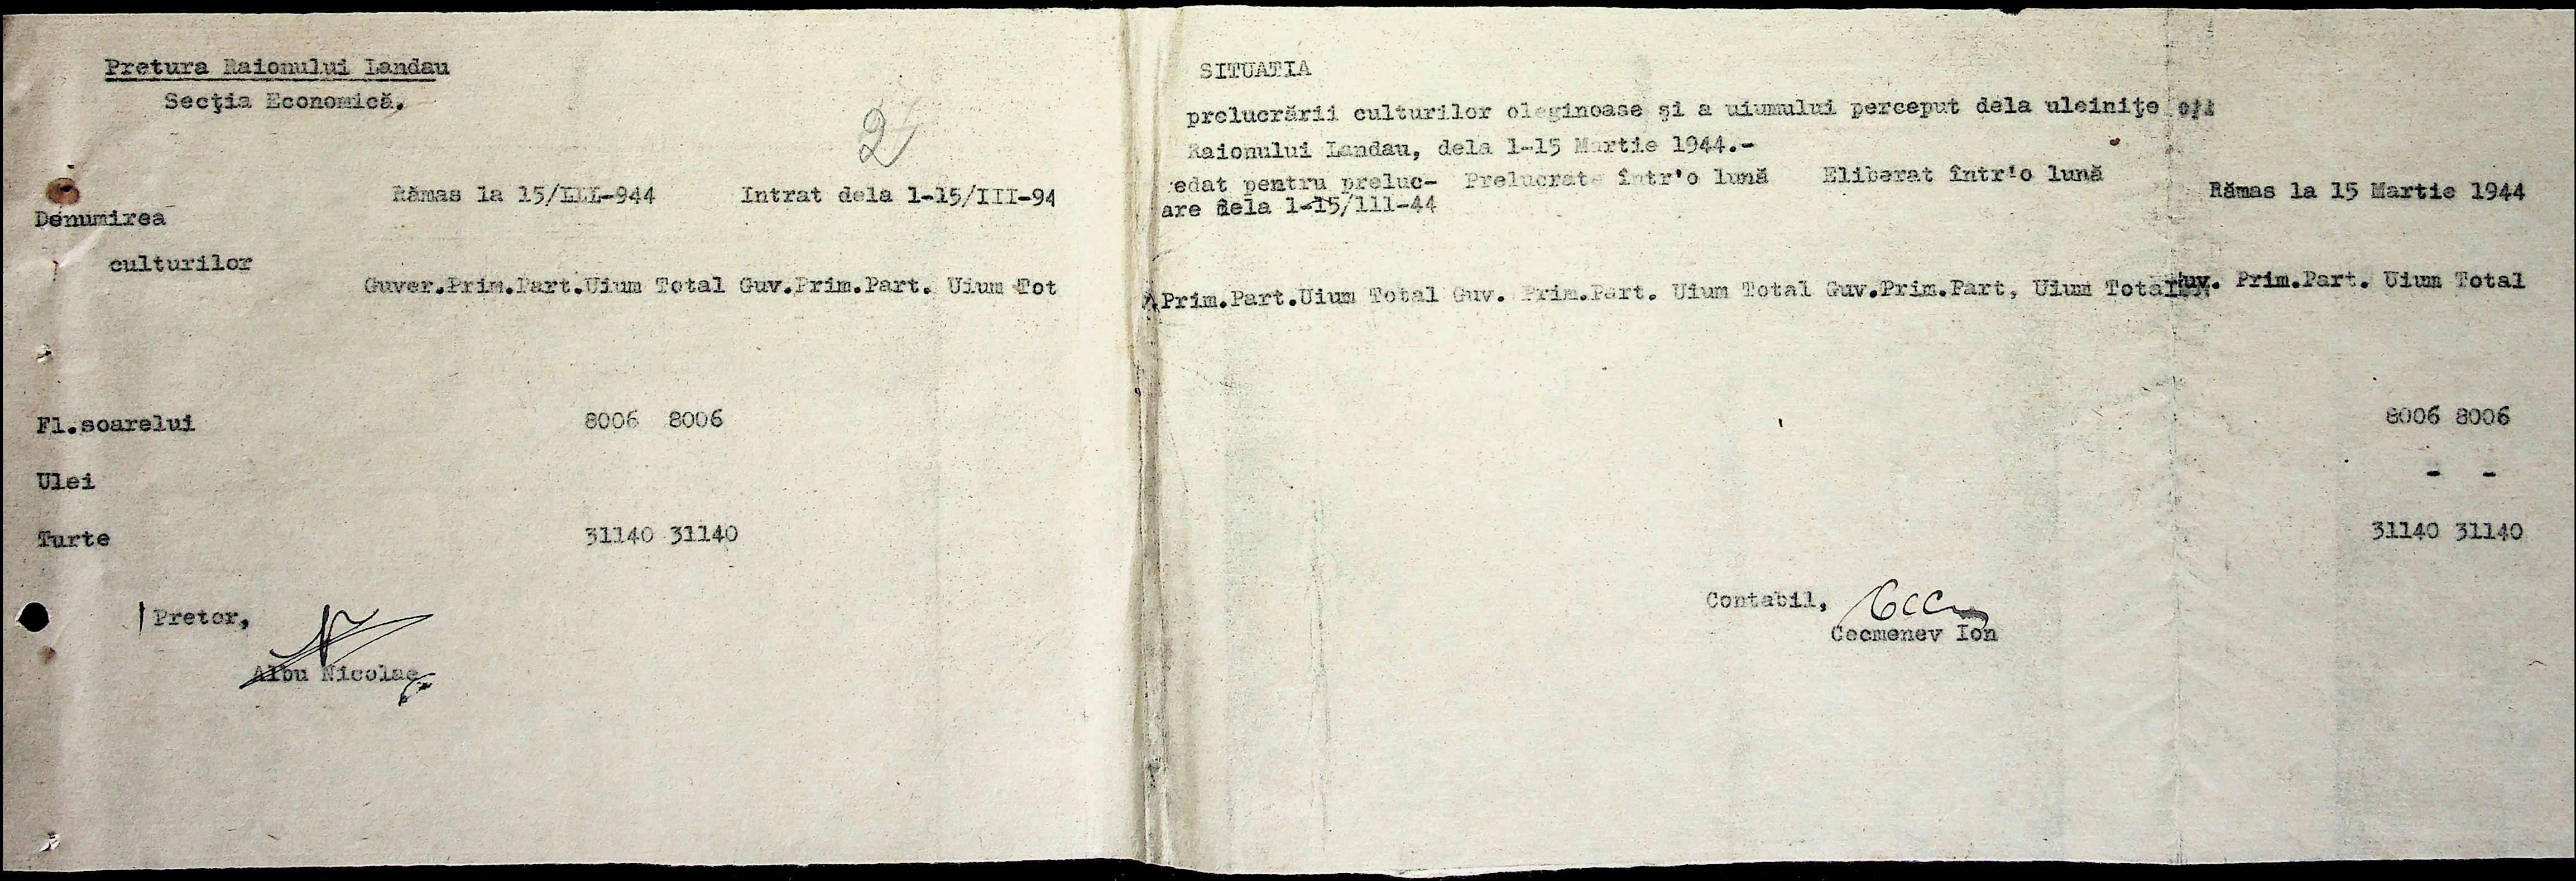 Pretura Raionului Landau
Secţia Economică.
2
SITUATIA
prelucrării culturilor oleginoase şi a uiumului perceput dela uleiniţe
Raionului Landau, dela 1-15 Martie 1944.-
Denumirea
culturilor
Rămas la 15/III-944 Intrat dela 1-15/III-94
edat pentru preluc- Prelucrat într'o lună Eliberat într'o lună Rămas la 15 Martie 1944
are dela 1-15/111-44
Guver.Prim.Part.Uium Total Guv.Prim.Part. Uium Tot
Prim.Part.Uium Total Guv. Prim.Part. Uium Total Guv.Prim.Part, Uium Total Guv. Prim.Part. Uium Total
Fl.soarelui 8006 8006 8006 8006
Ulei - -
Turte 31140 31140 31140 31140
Pretor,
Albu Nicolae
Contabil,
Cecmenev Ion